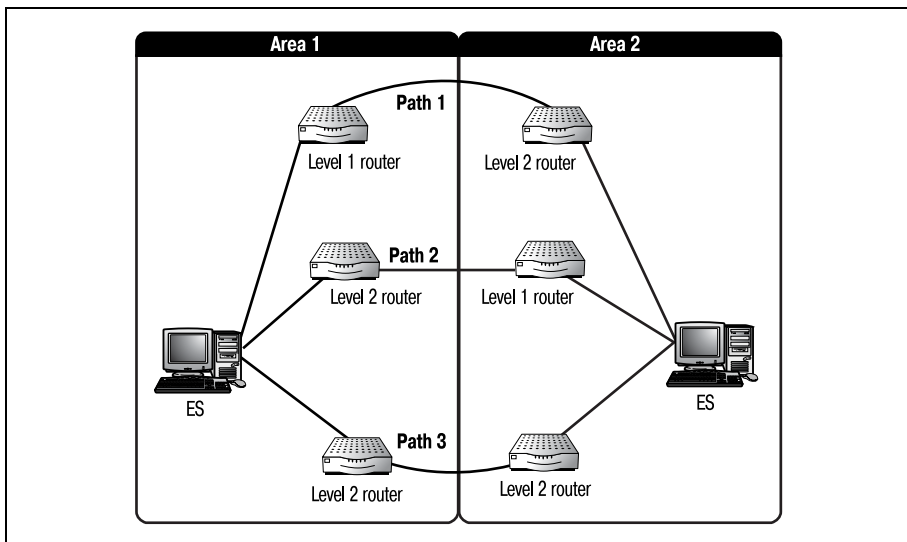 Area 1
Area 2
Path 1
Level 1 router
Level 2 router
Path 2
Level 2 router
Level 1 router
ES
ES
Path 3
Level 2 router
Level 2 router